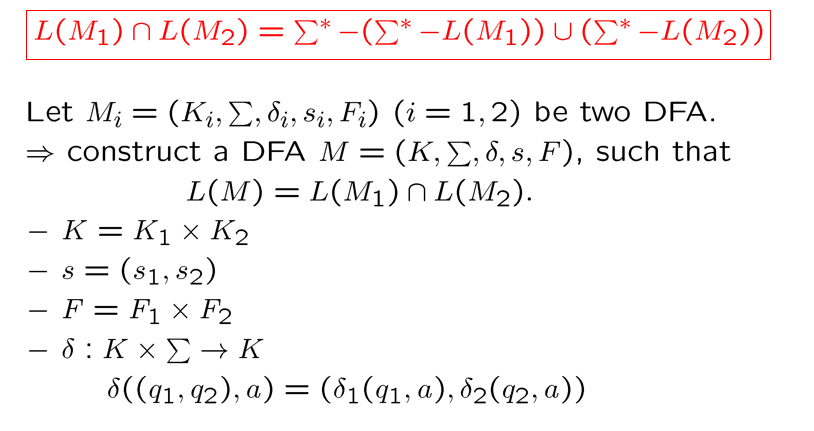 L(M₁) ∩ L(M₂) = Σ* −(Σ* −L(M₁)) ∪ (Σ* −L(M₂))
Let Mᵢ = (Kᵢ, Σ, δᵢ, sᵢ, Fᵢ) (i = 1, 2) be two DFA.
⇒ construct a DFA M = (K, Σ, δ, s, F), such that
L(M) = L(M₁) ∩ L(M₂).
− K = K₁ × K₂
− s = (s₁, s₂)
− F = F₁ × F₂
− δ : K × Σ → K
δ((q₁, q₂), a) = (δ₁(q₁, a), δ₂(q₂, a))